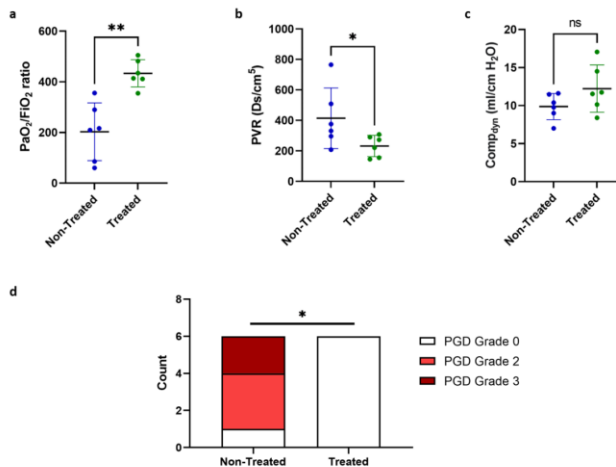 a
**
600
400
200
0
PaO2/FiO2 ratio
Non-Treated
Treated
b
*
1000
800
600
400
200
0
PVR (Ds/cm⁵)
Non-Treated
Treated
c
ns
20
15
10
5
0
Compdyn (ml/cm H2O)
Non-Treated
Treated
d
*
8
6
4
2
0
Count
Non-Treated
Treated
PGD Grade 0
PGD Grade 2
PGD Grade 3